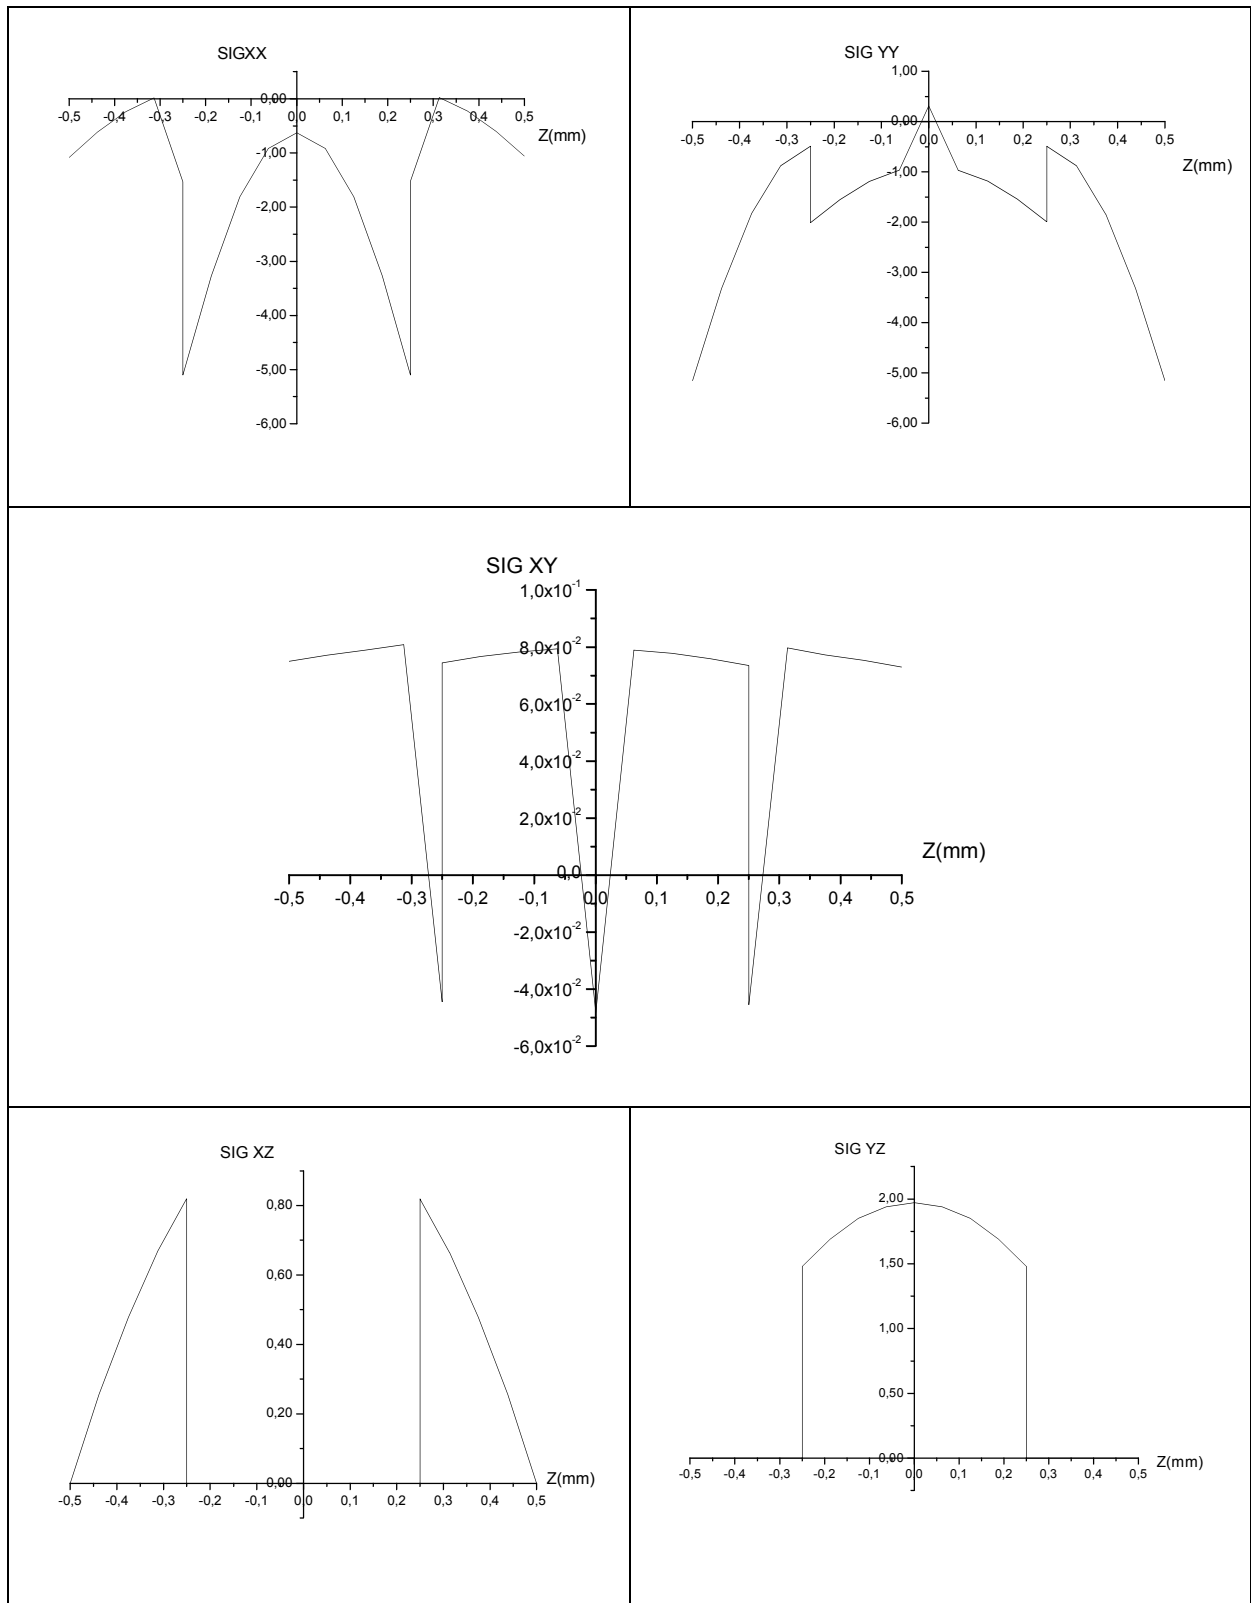 SIGXX
0,00
-0,5 -0,4 -0,3 -0,2 -0,1 0,0 0,1 0,2 0,3 0,4 0,5
Z(mm)
-1,00
-2,00
-3,00
-4,00
-5,00
-6,00
SIG YY
1,00
0,00
-0,5 -0,4 -0,3 -0,2 -0,1 0,0 0,1 0,2 0,3 0,4 0,5
Z(mm)
-1,00
-2,00
-3,00
-4,00
-5,00
-6,00
SIG XY
1,0x10⁻¹
8,0x10⁻²
6,0x10⁻²
4,0x10⁻²
2,0x10⁻²
Z(mm)
0,0
-0,5 -0,4 -0,3 -0,2 -0,1 0,0 0,1 0,2 0,3 0,4 0,5
-2,0x10⁻²
-4,0x10⁻²
-6,0x10⁻²
SIG XZ
0,80
0,60
0,40
0,20
0,00
Z(mm)
-0,5 -0,4 -0,3 -0,2 -0,1 0,0 0,1 0,2 0,3 0,4 0,5
SIG YZ
2,00
1,50
1,00
0,50
0,00
Z(mm)
-0,5 -0,4 -0,3 -0,2 -0,1 0,0 0,1 0,2 0,3 0,4 0,5